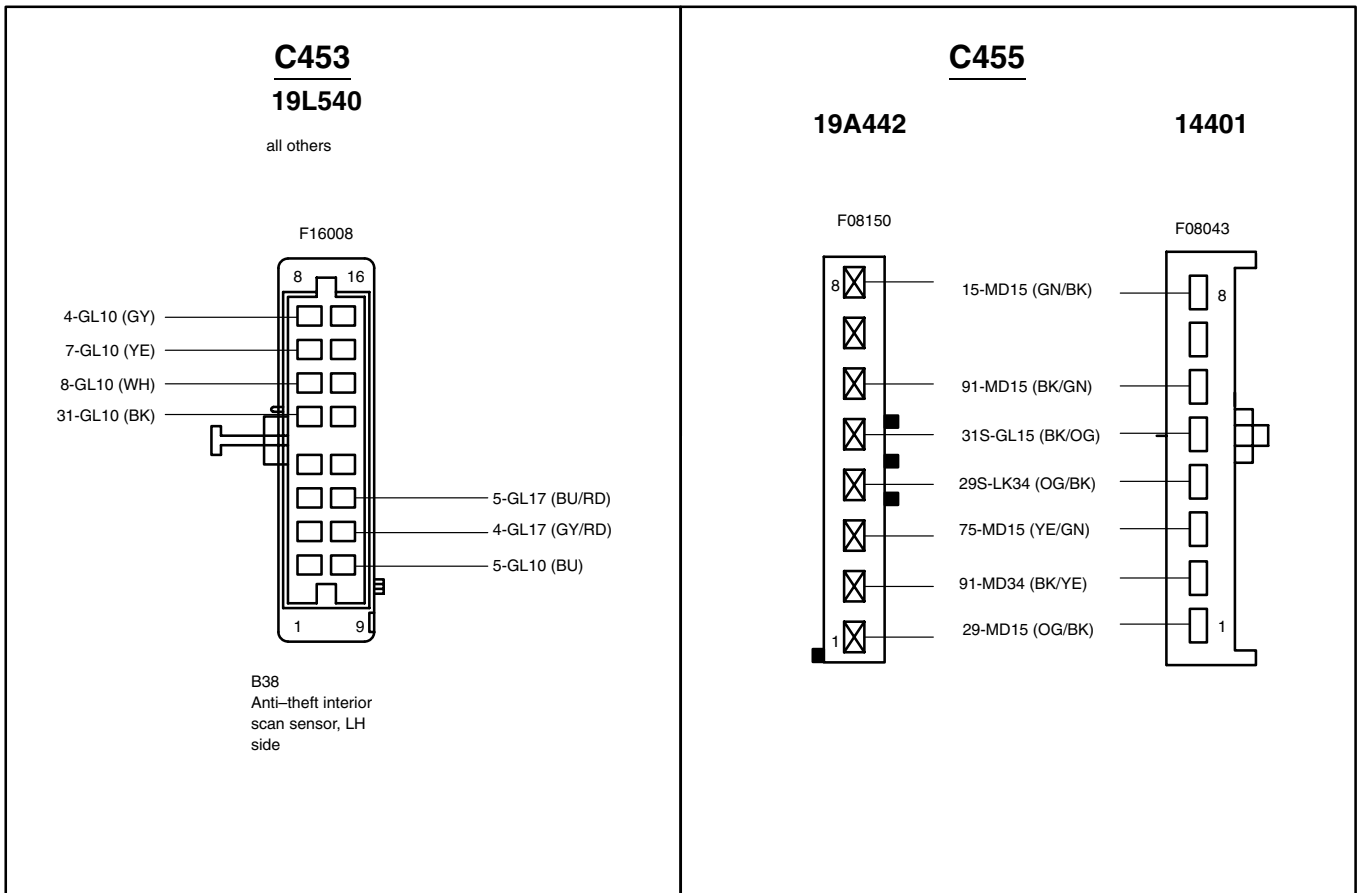 C453
19L540
all others
F16008
8 16
4-GL10 (GY)
7-GL10 (YE)
8-GL10 (WH)
31-GL10 (BK)
5-GL17 (BU/RD)
4-GL17 (GY/RD)
5-GL10 (BU)
1 9
B38
Anti–theft interior
scan sensor, LH
side
C455
19A442 14401
F08150 F08043
8 15-MD15 (GN/BK) 8
91-MD15 (BK/GN)
31S-GL15 (BK/OG)
29S-LK34 (OG/BK)
75-MD15 (YE/GN)
91-MD34 (BK/YE)
1 29-MD15 (OG/BK) 1